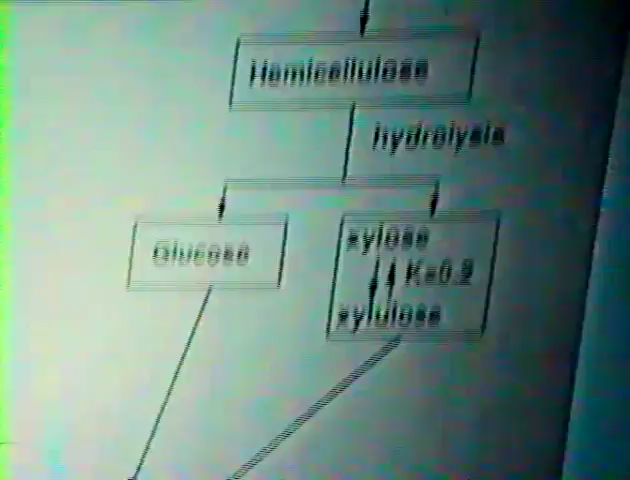 Hemicellulose
hydrolysis
Glucose
xylose
K=0.2
xylulose